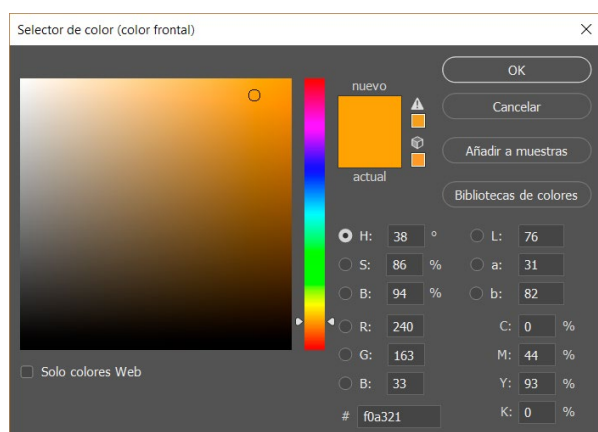 Selector de color (color frontal)
nuevo
actual
OK
Cancelar
Añadir a muestras
Bibliotecas de colores
H: 38 °
S: 86 %
B: 94 %
R: 240
G: 163
B: 33
# f0a321
L: 76
a: 31
b: 82
C: 0 %
M: 44 %
Y: 93 %
K: 0 %
Solo colores Web